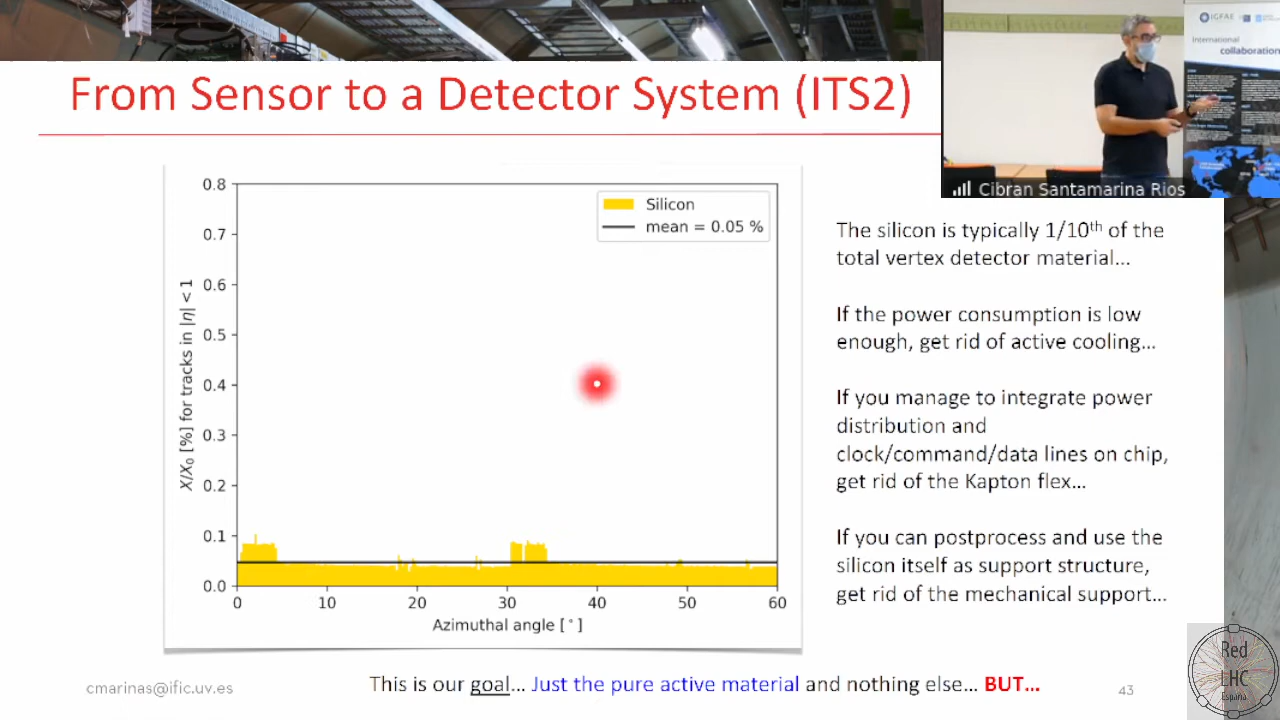 From Sensor to a Detector System (ITS2)
IGFAE
International
collaboration
Cibran Santamarina Rios
0.8
0.7
0.6
0.5
0.4
0.3
0.2
0.1
0.0
X/X₀ [%] for tracks in |η| < 1
Silicon
mean = 0.05 %
0 10 20 30 40 50 60
Azimuthal angle [°]
The silicon is typically 1/10th of the
total vertex detector material...
If the power consumption is low
enough, get rid of active cooling...
If you manage to integrate power
distribution and
clock/command/data lines on chip,
get rid of the Kapton flex...
If you can postprocess and use the
silicon itself as support structure,
get rid of the mechanical support...
cmarinas@ific.uv.es
This is our goal... Just the pure active material and nothing else... BUT...
43
Red
LHC
España